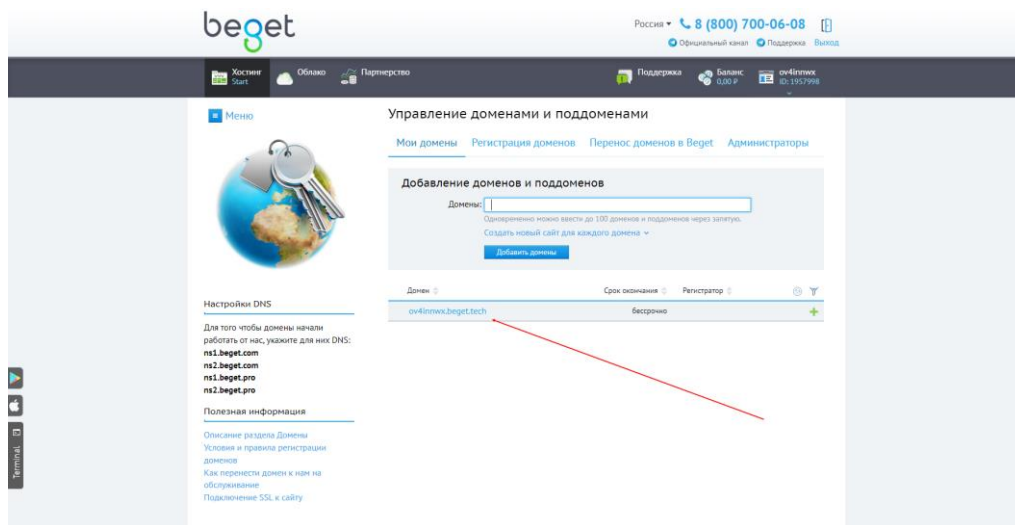 beget
Россия 8 (800) 700-06-08
Официальный канал Поддержка Выход
Хостинг Start Облако Партнерство Поддержка Баланс 0,00 ₽ ov4innwx ID: 1957998
Меню
Управление доменами и поддоменами
Мои домены Регистрация доменов Перенос доменов в Beget Администраторы
Добавление доменов и поддоменов
Домены:
Одновременно можно ввести до 100 доменов и поддоменов через запятую.
Создать новый сайт для каждого домена
Добавить домены
Домен Срок окончания Регистратор
ov4innwx.beget.tech бессрочно
Настройки DNS
Для того чтобы домены начали
работать от нас, укажите для них DNS:
ns1.beget.com
ns2.beget.com
ns1.beget.pro
ns2.beget.pro
Полезная информация
Описание раздела Домены
Условия и правила регистрации
доменов
Как перенести домен к нам на
обслуживание
Подключение SSL к сайту
Terminal